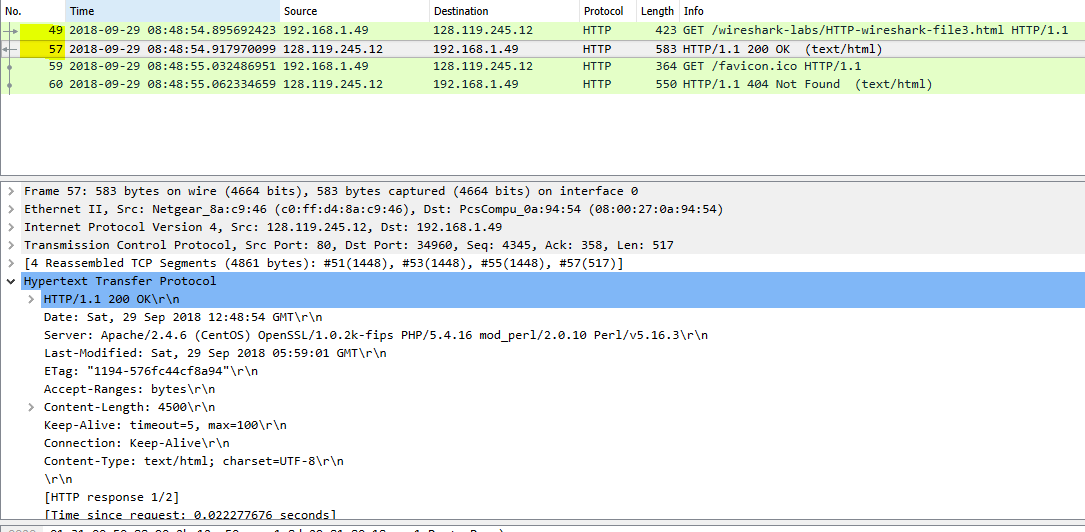 No. Time Source Destination Protocol Length Info
49 2018-09-29 08:48:54.895692423 192.168.1.49 128.119.245.12 HTTP 423 GET /wireshark-labs/HTTP-wireshark-file3.html HTTP/1.1
57 2018-09-29 08:48:54.917970099 128.119.245.12 192.168.1.49 HTTP 583 HTTP/1.1 200 OK (text/html)
59 2018-09-29 08:48:55.032486951 192.168.1.49 128.119.245.12 HTTP 364 GET /favicon.ico HTTP/1.1
60 2018-09-29 08:48:55.062334659 128.119.245.12 192.168.1.49 HTTP 550 HTTP/1.1 404 Not Found (text/html)
Frame 57: 583 bytes on wire (4664 bits), 583 bytes captured (4664 bits) on interface 0
Ethernet II, Src: Netgear_8a:c9:46 (c0:ff:d4:8a:c9:46), Dst: PcsCompu_0a:94:54 (08:00:27:0a:94:54)
Internet Protocol Version 4, Src: 128.119.245.12, Dst: 192.168.1.49
Transmission Control Protocol, Src Port: 80, Dst Port: 34960, Seq: 4345, Ack: 358, Len: 517
[4 Reassembled TCP Segments (4861 bytes): #51(1448), #53(1448), #55(1448), #57(517)]
Hypertext Transfer Protocol
HTTP/1.1 200 OK\r\n
Date: Sat, 29 Sep 2018 12:48:54 GMT\r\n
Server: Apache/2.4.6 (CentOS) OpenSSL/1.0.2k-fips PHP/5.4.16 mod_perl/2.0.10 Perl/v5.16.3\r\n
Last-Modified: Sat, 29 Sep 2018 05:59:01 GMT\r\n
ETag: "1194-576fc44cf8a94"\r\n
Accept-Ranges: bytes\r\n
Content-Length: 4500\r\n
Keep-Alive: timeout=5, max=100\r\n
Connection: Keep-Alive\r\n
Content-Type: text/html; charset=UTF-8\r\n
\r\n
[HTTP response 1/2]
[Time since request: 0.022277676 seconds]